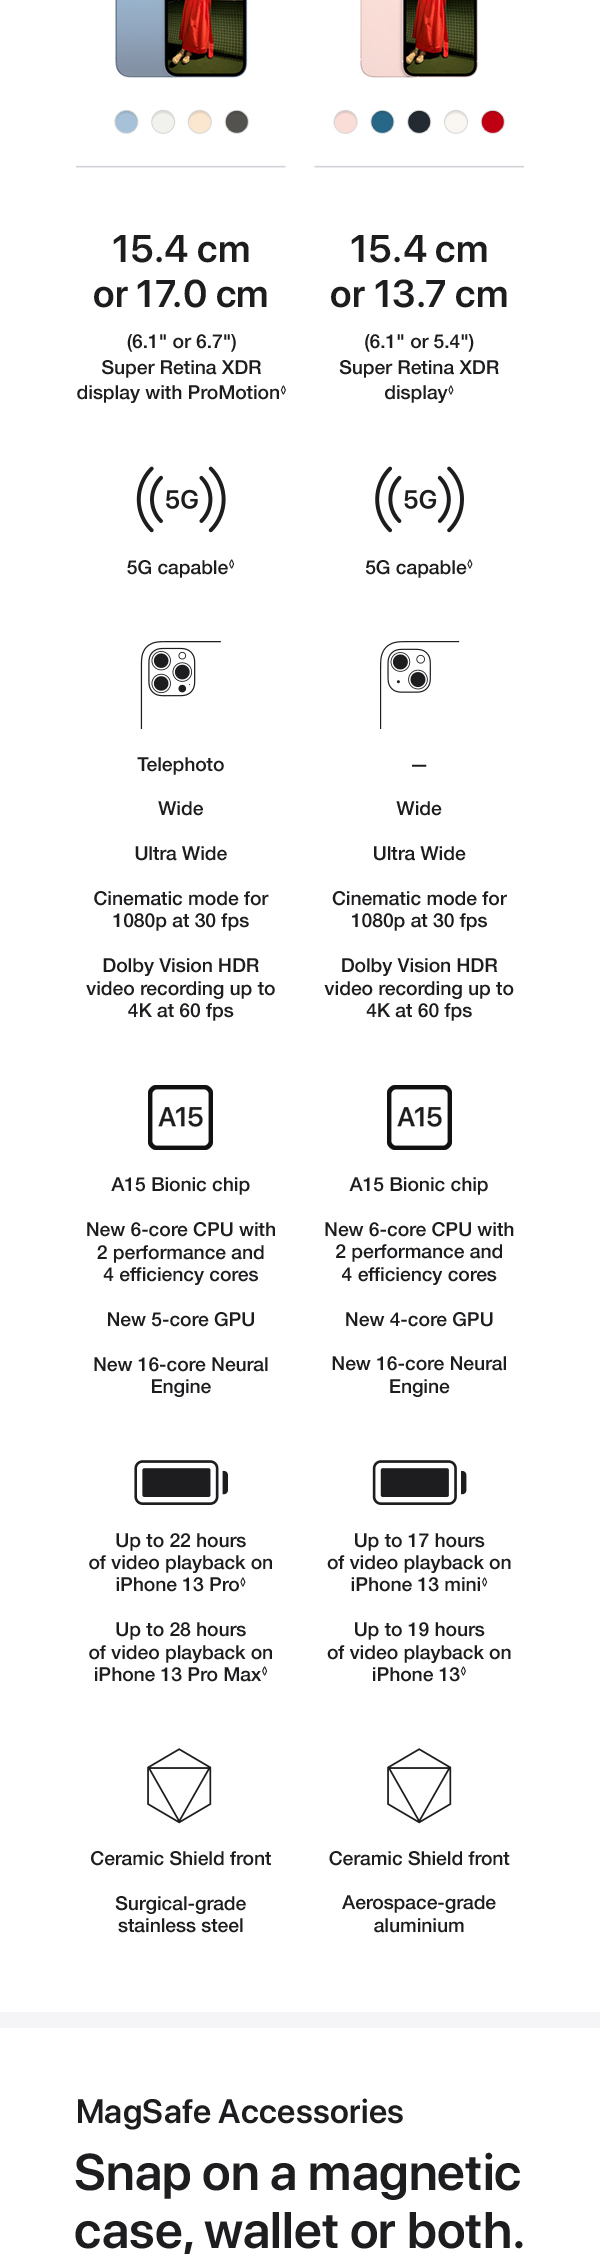 15.4 cm
or 17.0 cm
(6.1" or 6.7")
Super Retina XDR
display with ProMotion◊
15.4 cm
or 13.7 cm
(6.1" or 5.4")
Super Retina XDR
display◊
5G
5G capable◊
5G
5G capable◊
Telephoto
Wide
Ultra Wide
Cinematic mode for
1080p at 30 fps
Dolby Vision HDR
video recording up to
4K at 60 fps
—
Wide
Ultra Wide
Cinematic mode for
1080p at 30 fps
Dolby Vision HDR
video recording up to
4K at 60 fps
A15
A15 Bionic chip
New 6-core CPU with
2 performance and
4 efficiency cores
New 5-core GPU
New 16-core Neural
Engine
A15
A15 Bionic chip
New 6-core CPU with
2 performance and
4 efficiency cores
New 4-core GPU
New 16-core Neural
Engine
Up to 22 hours
of video playback on
iPhone 13 Pro◊
Up to 28 hours
of video playback on
iPhone 13 Pro Max◊
Up to 17 hours
of video playback on
iPhone 13 mini◊
Up to 19 hours
of video playback on
iPhone 13◊
Ceramic Shield front
Surgical-grade
stainless steel
Ceramic Shield front
Aerospace-grade
aluminium
MagSafe Accessories
Snap on a magnetic
case, wallet or both.